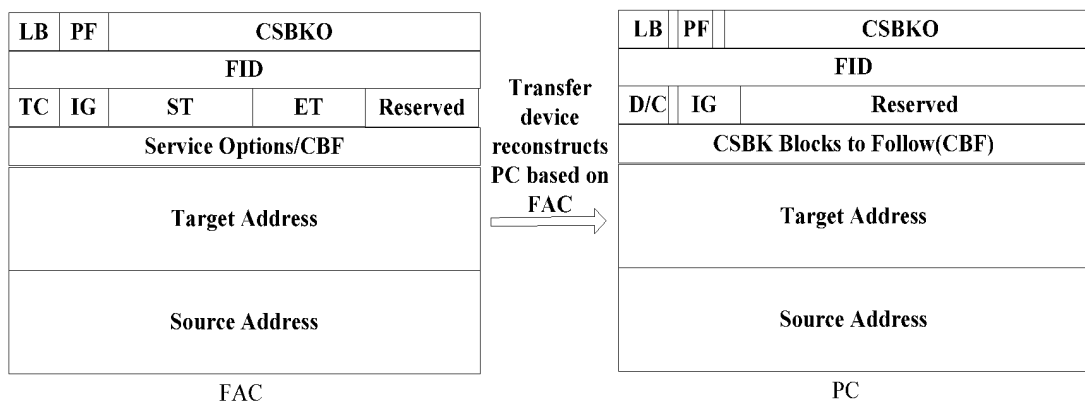 LB PF CSBKO
FID
TC IG ST ET Reserved
Service Options/CBF
Target Address
Source Address
FAC
Transfer
device
reconstructs
PC based on
FAC
LB PF CSBKO
FID
D/C IG Reserved
CSBK Blocks to Follow(CBF)
Target Address
Source Address
PC